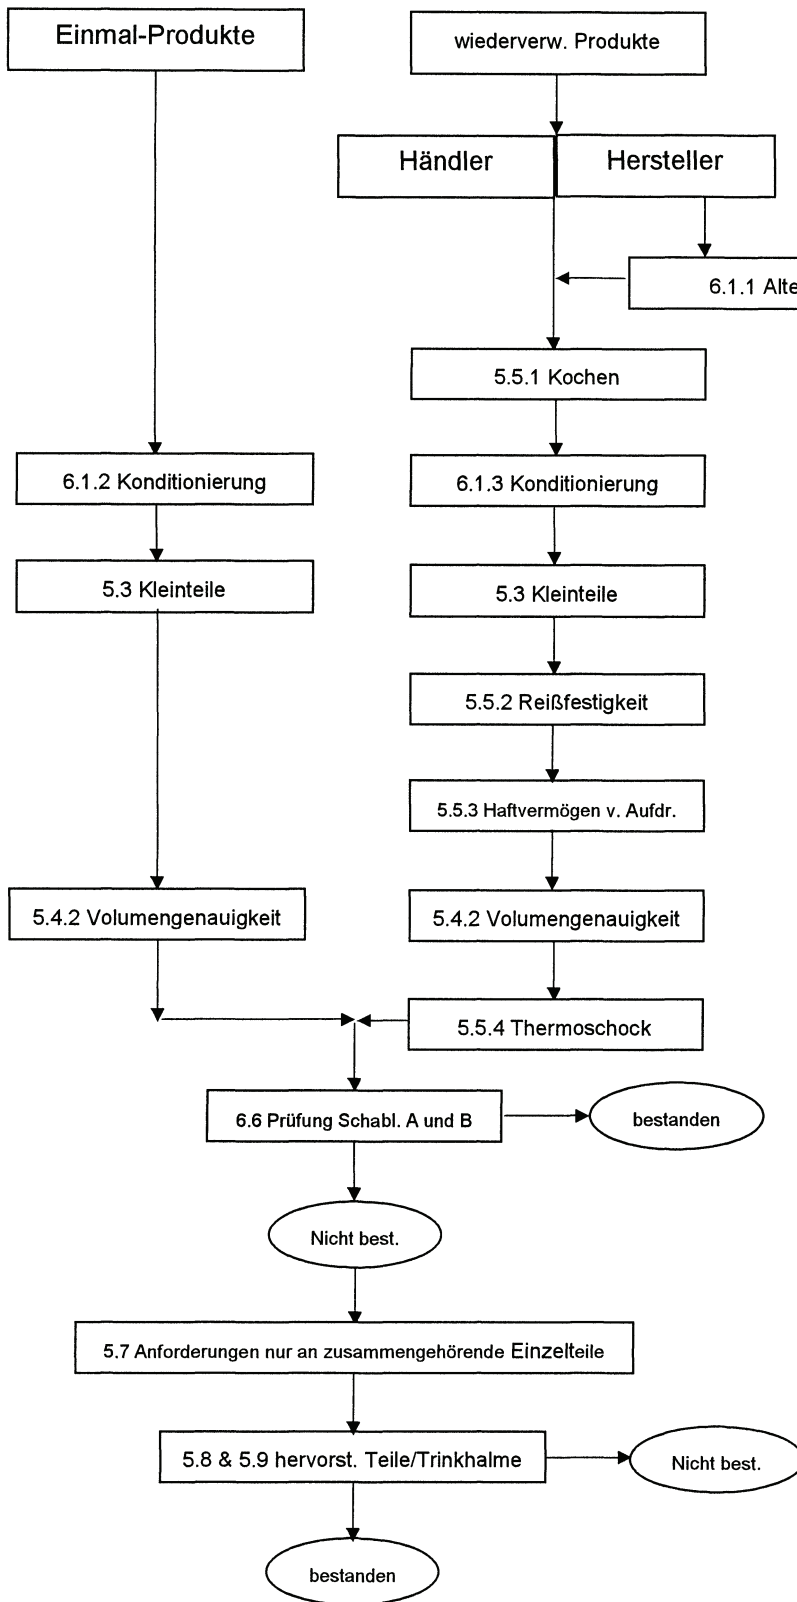 Einmal-Produkte
wiederverw. Produkte
Händler
Hersteller
6.1.1 Alte
5.5.1 Kochen
6.1.2 Konditionierung
6.1.3 Konditionierung
5.3 Kleinteile
5.3 Kleinteile
5.5.2 Reißfestigkeit
5.5.3 Haftvermögen v. Aufdr.
5.4.2 Volumengenauigkeit
5.4.2 Volumengenauigkeit
5.5.4 Thermoschock
6.6 Prüfung Schabl. A und B
bestanden
Nicht best.
5.7 Anforderungen nur an zusammengehörende Einzelteile
5.8 & 5.9 hervorst. Teile/Trinkhalme
Nicht best.
bestanden